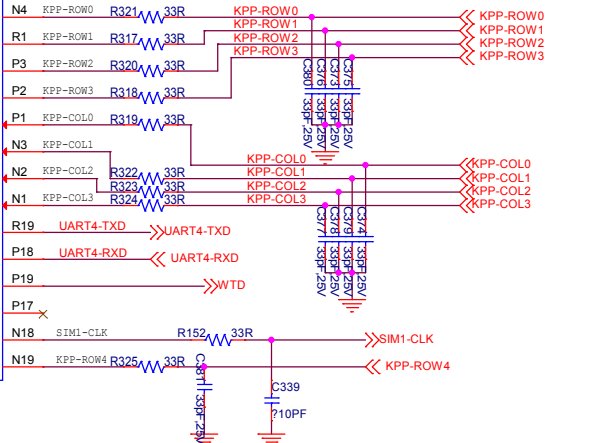 N4 KPP-ROW0 R321 33R KPP-ROW0 KPP-ROW0
R1 KPP-ROW1 R317 33R KPP-ROW1 KPP-ROW1
P3 KPP-ROW2 R320 33R KPP-ROW2 KPP-ROW2
P2 KPP-ROW3 R318 33R KPP-ROW3 KPP-ROW3
C380 C376 C373 C375
33pF,25V 33pF,25V 33pF,25V 33pF,25V
P1 KPP-COL0 R319 33R KPP-COL0 KPP-COL0
N3 KPP-COL1 R322 33R KPP-COL1 KPP-COL1
N2 KPP-COL2 R323 33R KPP-COL2 KPP-COL2
N1 KPP-COL3 R324 33R KPP-COL3 KPP-COL3
C377 C378 C379 C374
33pF,25V 33pF,25V 33pF,25V 33pF,25V
R19 UART4-TXD UART4-TXD
P18 UART4-RXD UART4-RXD
P19 WTD
P17
N18 SIM1-CLK R152 33R SIM1-CLK
N19 KPP-ROW4 R325 33R KPP-ROW4
C381
33pF,25V
C339
?10PF